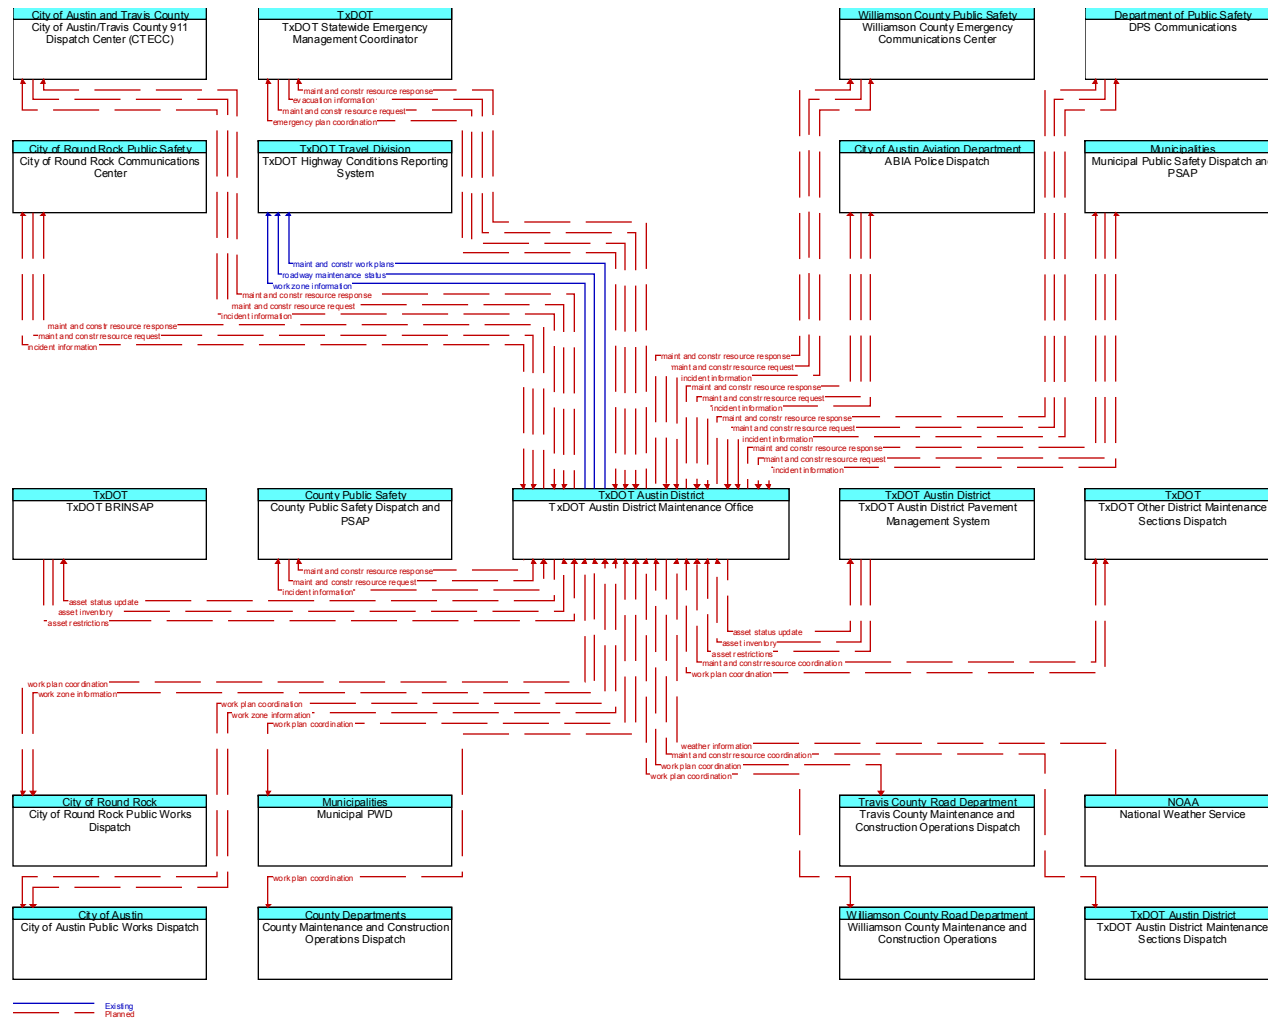 City of Austin and Travis County
City of Austin/Travis County 911
Dispatch Center (CTECC)
TxDOT
TxDOT Statewide Emergency
Management Coordinator
Williamson County Public Safety
Williamson County Emergency
Communications Center
Department of Public Safety
DPS Communications
maint and constr resource response
evacuation information
maint and constr resource request
emergency plan coordination
City of Round Rock Public Safety
City of Round Rock Communications
Center
TxDOT Travel Division
TxDOT Highway Conditions Reporting
System
City of Austin Aviation Department
ABIA Police Dispatch
Municipalities
Municipal Public Safety Dispatch and
PSAP
maint and constr work plans
roadway maintenance status
work zone information
maint and constr resource response
maint and constr resource request
incident information
maint and constr resource response
maint and constr resource request
incident information
maint and constr resource response
maint and constr resource request
incident information
maint and constr resource response
maint and constr resource request
incident information
maint and constr resource response
maint and constr resource request
incident information
maint and constr resource response
maint and constr resource request
incident information
TxDOT
TxDOT BRINSAP
County Public Safety
County Public Safety Dispatch and
PSAP
TxDOT Austin District
TxDOT Austin District Maintenance Office
TxDOT Austin District
TxDOT Austin District Pavement
Management System
TxDOT
TxDOT Other District Maintenance
Sections Dispatch
maint and constr resource response
maint and constr resource request
incident information
asset status update
asset inventory
asset restrictions
asset status update
asset inventory
asset restrictions
maint and constr resource coordination
work plan coordination
work plan coordination
work zone information
work plan coordination
work zone information
work plan coordination
weather information
maint and constr resource coordination
work plan coordination
work plan coordination
City of Round Rock
City of Round Rock Public Works
Dispatch
Municipalities
Municipal PWD
Travis County Road Department
Travis County Maintenance and
Construction Operations Dispatch
NOAA
National Weather Service
work plan coordination
City of Austin
City of Austin Public Works Dispatch
County Departments
County Maintenance and Construction
Operations Dispatch
Williamson County Road Department
Williamson County Maintenance and
Construction Operations
TxDOT Austin District
TxDOT Austin District Maintenance
Sections Dispatch
Existing
Planned